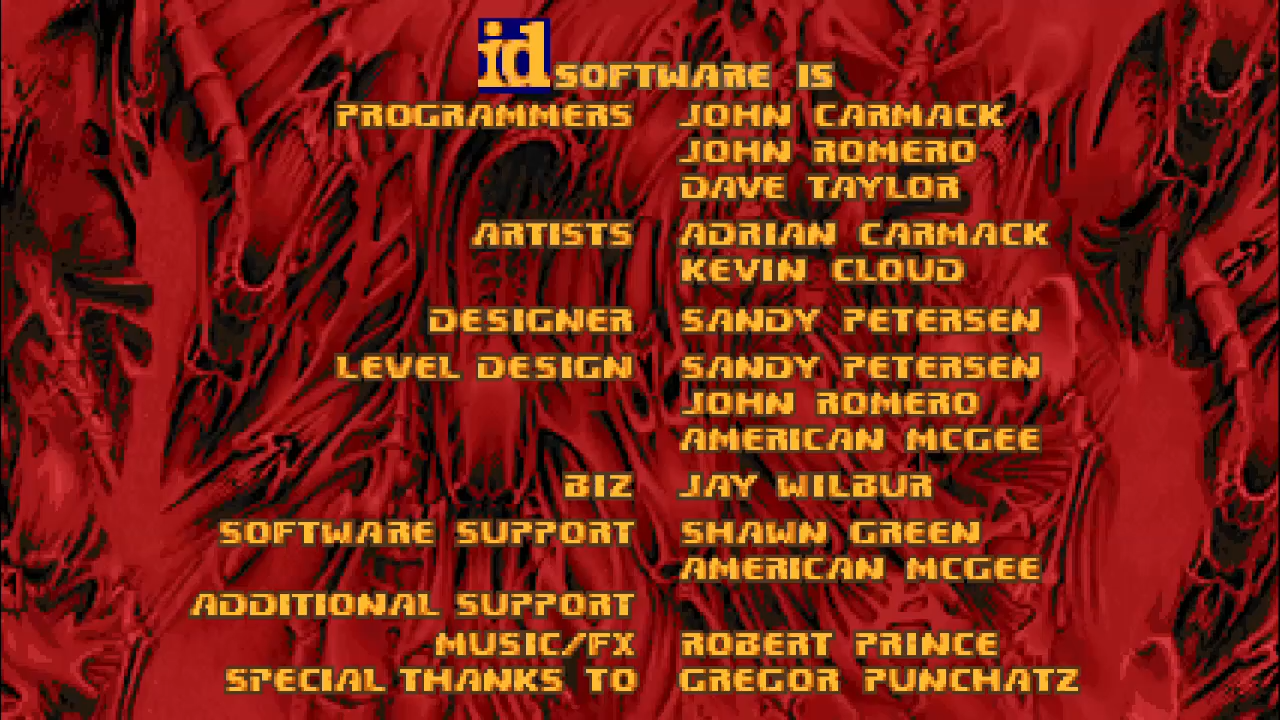 id SOFTWARE IS
PROGRAMMERS JOHN CARMACK
JOHN ROMERO
DAVE TAYLOR
ARTISTS ADRIAN CARMACK
KEVIN CLOUD
DESIGNER SANDY PETERSEN
LEVEL DESIGN SANDY PETERSEN
JOHN ROMERO
AMERICAN MCGEE
BIZ JAY WILBUR
SOFTWARE SUPPORT SHAWN GREEN
AMERICAN MCGEE
ADDITIONAL SUPPORT
MUSIC/FX ROBERT PRINCE
SPECIAL THANKS TO GREGOR PUNCHATZ